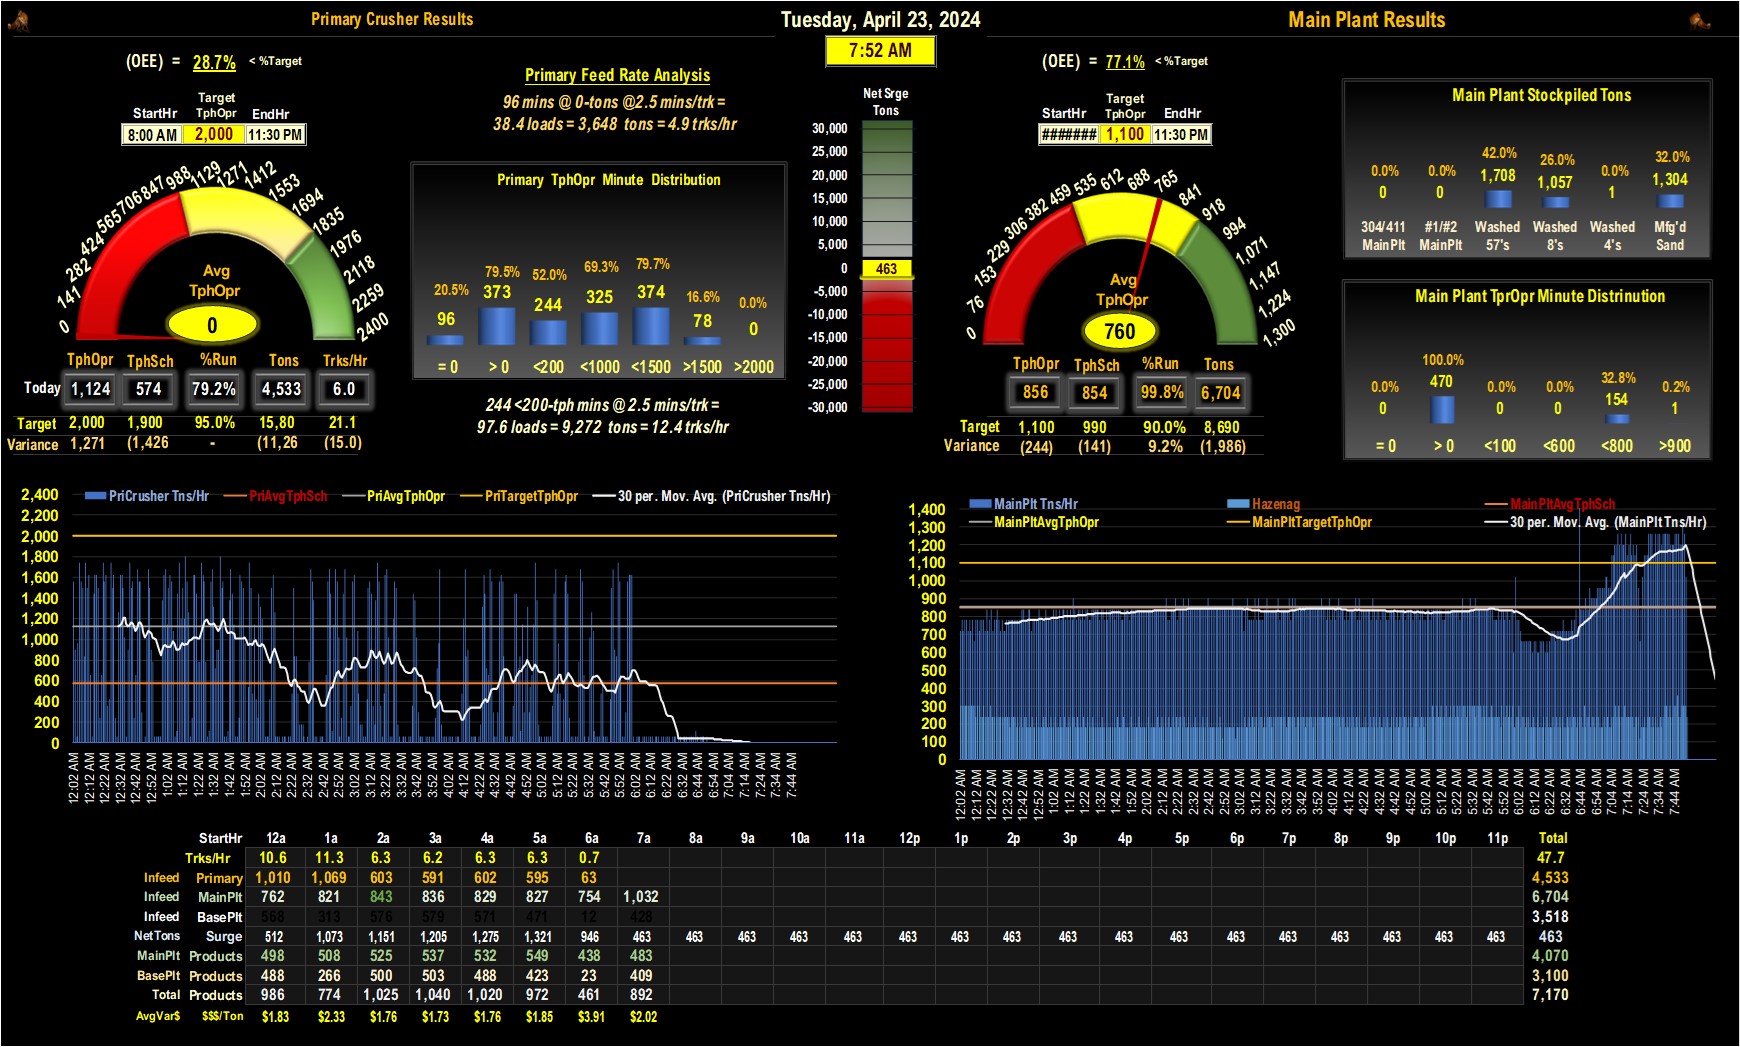 Primary Crusher Results
Tuesday, April 23, 2024
Main Plant Results
7:52 AM
(OEE) = 28.7% < %Target
StartHr Target TphOpr EndHr
8:00 AM 2,000 11:30 PM
0 141 282 424 565 706 847 988 1129 1271 1412 1553 1694 1835 1976 2118 2259 2400
Avg
TphOpr
0
TphOpr TphSch %Run Tons Trks/Hr
Today 1,124 574 79.2% 4,533 6.0
Target 2,000 1,900 95.0% 15,80 21.1
Variance 1,271 (1,426 - (11,26 (15.0)
Primary Feed Rate Analysis
96 mins @ 0-tons @2.5 mins/trk =
38.4 loads = 3,648 tons = 4.9 trks/hr
Primary TphOpr Minute Distribution
20.5% 79.5% 52.0% 69.3% 79.7% 16.6% 0.0%
96 373 244 325 374 78 0
= 0 > 0 <200 <1000 <1500 >1500 >2000
244 <200-tph mins @ 2.5 mins/trk =
97.6 loads = 9,272 tons = 12.4 trks/hr
Net Srge
Tons
30,000
25,000
20,000
15,000
10,000
5,000
0 463
-5,000
-10,000
-15,000
-20,000
-25,000
-30,000
(OEE) = 77.1% < %Target
StartHr Target TphOpr EndHr
####### 1,100 11:30 PM
0 76 153 229 306 382 459 535 612 688 765 841 918 994 1,071 1,147 1,224 1,300
Avg
TphOpr
760
TphOpr TphSch %Run Tons
856 854 99.8% 6,704
Target 1,100 990 90.0% 8,690
Variance (244) (141) 9.2% (1,986)
Main Plant Stockpiled Tons
0.0% 0.0% 42.0% 26.0% 0.0% 32.0%
0 0 1,708 1,057 1 1,304
304/411 #1/#2 Washed Washed Washed Mfg'd
MainPlt MainPlt 57's 8's 4's Sand
Main Plant TprOpr Minute Distrinution
0.0% 100.0% 0.0% 0.0% 32.8% 0.2%
0 470 0 0 154 1
= 0 > 0 <100 <600 <800 >900
PriCrusher Tns/Hr PriAvgTphSch PriAvgTphOpr PriTargetTphOpr 30 per. Mov. Avg. (PriCrusher Tns/Hr)
2,400
2,200
2,000
1,800
1,600
1,400
1,200
1,000
800
600
400
200
0
12:02 AM 12:12 AM 12:22 AM 12:32 AM 12:42 AM 12:52 AM 1:02 AM 1:12 AM 1:22 AM 1:32 AM 1:42 AM 1:52 AM 2:02 AM 2:12 AM 2:22 AM 2:32 AM 2:42 AM 2:52 AM 3:02 AM 3:12 AM 3:22 AM 3:32 AM 3:42 AM 3:52 AM 4:02 AM 4:12 AM 4:22 AM 4:32 AM 4:42 AM 4:52 AM 5:02 AM 5:12 AM 5:22 AM 5:32 AM 5:42 AM 5:52 AM 6:02 AM 6:12 AM 6:22 AM 6:32 AM 6:44 AM 6:54 AM 7:04 AM 7:14 AM 7:24 AM 7:34 AM 7:44 AM
MainPlt Tns/Hr Hazenag MainPltAvgTphSch
MainPltAvgTphOpr MainPltTargetTphOpr 30 per. Mov. Avg. (MainPlt Tns/Hr)
1,400
1,300
1,200
1,100
1,000
900
800
700
600
500
400
300
200
100
0
12:02 AM 12:12 AM 12:22 AM 12:32 AM 12:42 AM 12:52 AM 1:02 AM 1:12 AM 1:22 AM 1:32 AM 1:42 AM 1:52 AM 2:02 AM 2:12 AM 2:22 AM 2:32 AM 2:42 AM 2:52 AM 3:02 AM 3:12 AM 3:22 AM 3:32 AM 3:42 AM 3:52 AM 4:02 AM 4:12 AM 4:22 AM 4:32 AM 4:42 AM 4:52 AM 5:02 AM 5:12 AM 5:22 AM 5:32 AM 5:42 AM 5:52 AM 6:02 AM 6:12 AM 6:22 AM 6:32 AM 6:44 AM 6:54 AM 7:04 AM 7:14 AM 7:24 AM 7:34 AM 7:44 AM
StartHr 12a 1a 2a 3a 4a 5a 6a 7a 8a 9a 10a 11a 12p 1p 2p 3p 4p 5p 6p 7p 8p 9p 10p 11p Total
Trks/Hr 10.6 11.3 6.3 6.2 6.3 6.3 0.7 47.7
Infeed Primary 1,010 1,069 603 591 602 595 63 4,533
Infeed MainPlt 762 821 843 836 829 827 754 1,032 6,704
Infeed BasePlt 568 313 576 579 571 471 12 428 3,518
NetTons Surge 512 1,073 1,151 1,205 1,275 1,321 946 463 463 463 463 463 463 463 463 463 463 463 463 463 463 463 463 463 463
MainPlt Products 498 508 525 537 532 549 438 483 4,070
BasePlt Products 488 266 500 503 488 423 23 409 3,100
Total Products 986 774 1,025 1,040 1,020 972 461 892 7,170
AvgVar$ $$$/Ton $1.83 $2.33 $1.76 $1.73 $1.76 $1.85 $3.91 $2.02